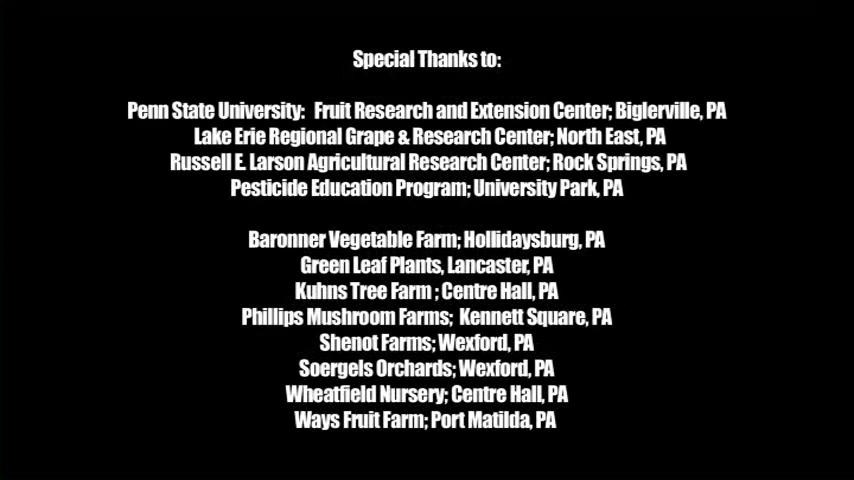 Special Thanks to:
Penn State University: Fruit Research and Extension Center; Biglerville, PA
Lake Erie Regional Grape & Research Center; North East, PA
Russell E. Larson Agricultural Research Center; Rock Springs, PA
Pesticide Education Program; University Park, PA
Baronner Vegetable Farm; Hollidaysburg, PA
Green Leaf Plants, Lancaster, PA
Kuhns Tree Farm ; Centre Hall, PA
Phillips Mushroom Farms; Kennett Square, PA
Shenot Farms; Wexford, PA
Soergels Orchards; Wexford, PA
Wheatfield Nursery; Centre Hall, PA
Ways Fruit Farm; Port Matilda, PA